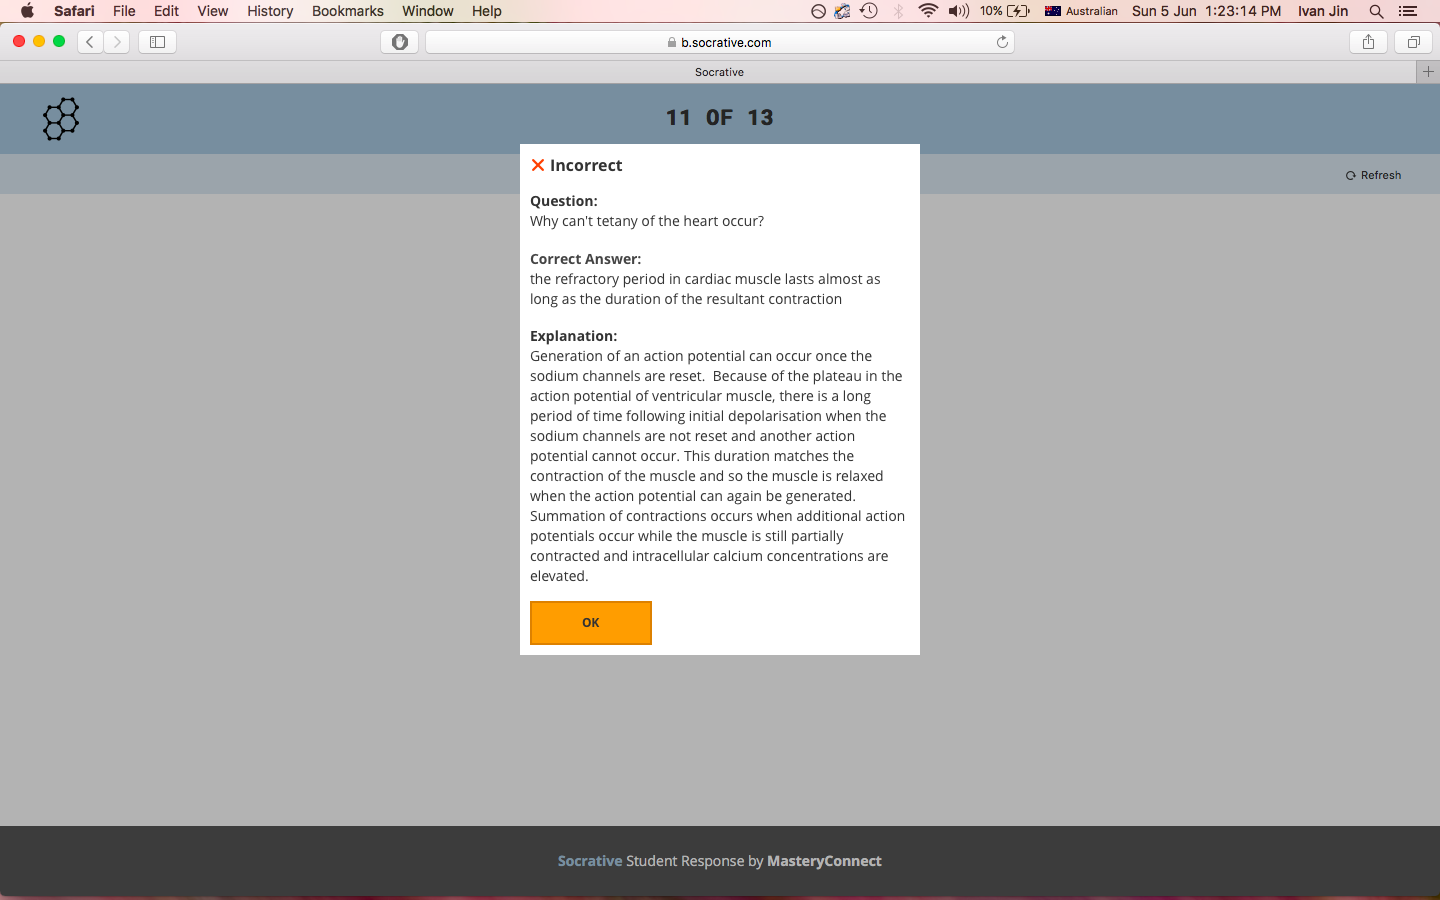 Safari File Edit View History Bookmarks Window Help 10% Australian Sun 5 Jun 1:23:14 PM Ivan Jin
b.socrative.com
Socrative
11 OF 13
Refresh
Incorrect
Question:
Why can't tetany of the heart occur?
Correct Answer:
the refractory period in cardiac muscle lasts almost as
long as the duration of the resultant contraction
Explanation:
Generation of an action potential can occur once the
sodium channels are reset.  Because of the plateau in the
action potential of ventricular muscle, there is a long
period of time following initial depolarisation when the
sodium channels are not reset and another action
potential cannot occur. This duration matches the
contraction of the muscle and so the muscle is relaxed
when the action potential can again be generated.
Summation of contractions occurs when additional action
potentials occur while the muscle is still partially
contracted and intracellular calcium concentrations are
elevated.
OK
Socrative Student Response by MasteryConnect